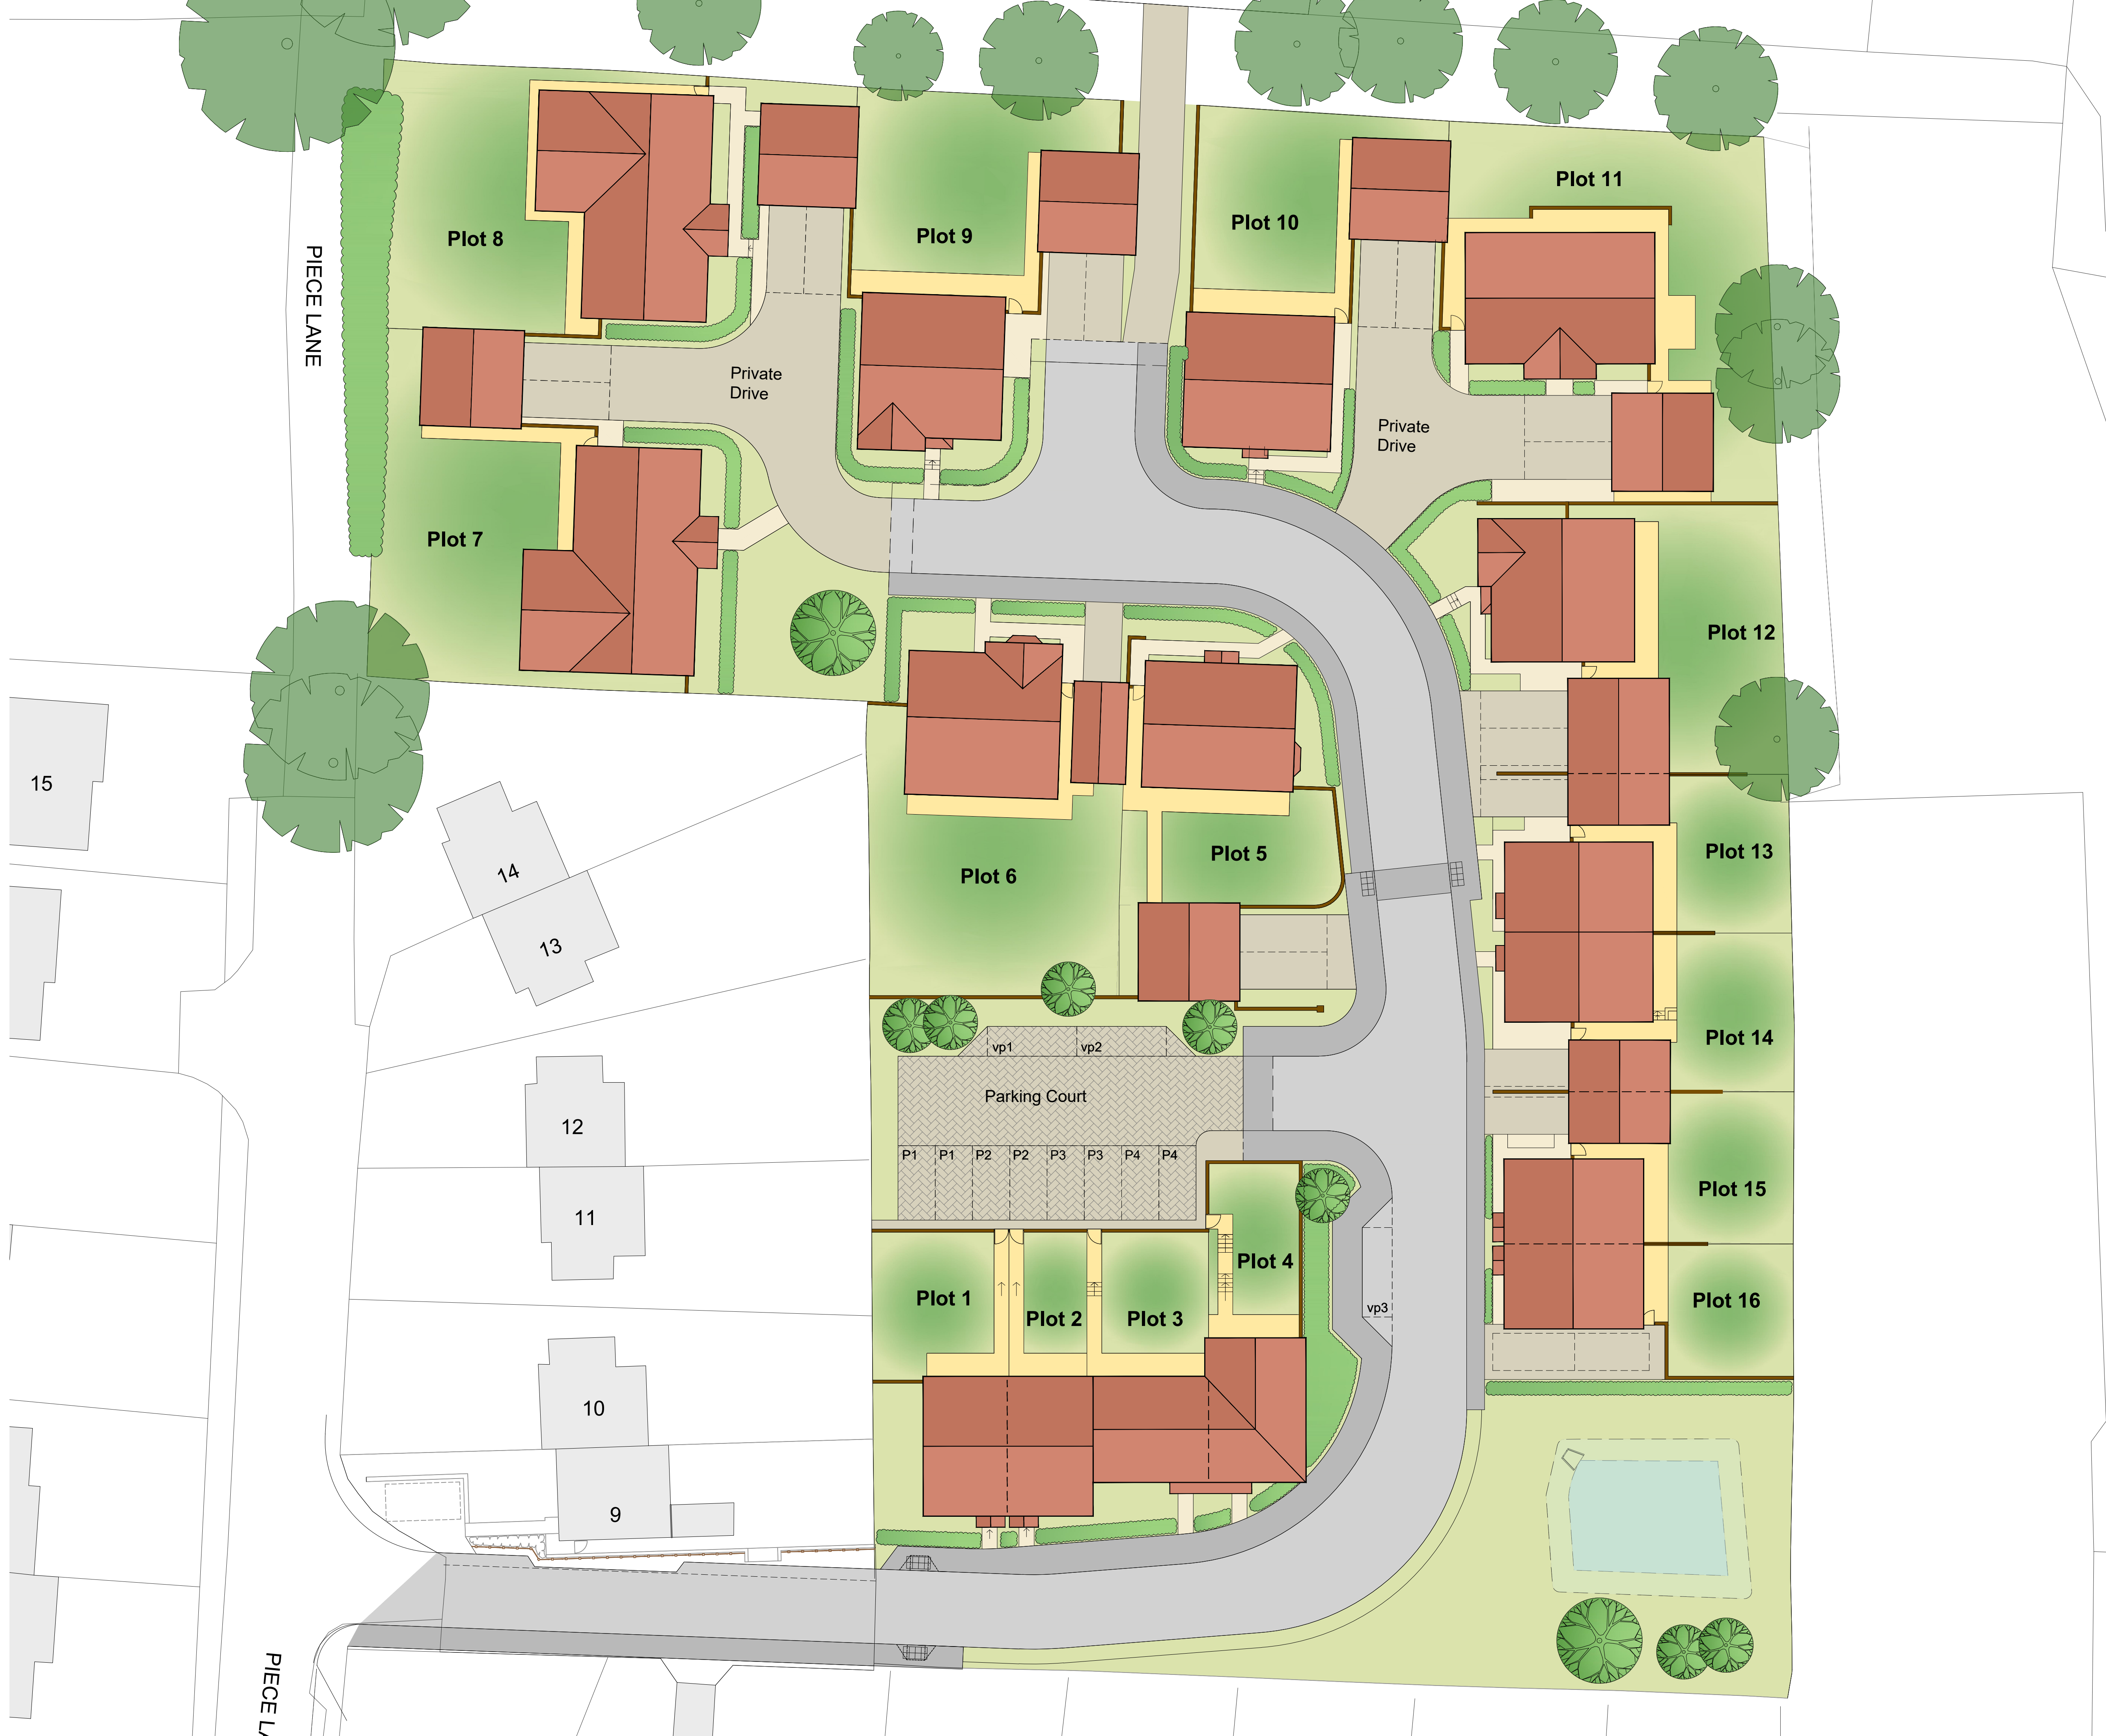 Plot 11
Plot 8
Plot 9
Plot 10
PIECE LANE
Private
Drive
Private
Drive
Plot 7
Plot 12
15
14
13
Plot 6
Plot 5
Plot 13
Plot 14
vp1
vp2
Parking Court
12
P1
P1
P2
P2
P3
P3
P4
P4
11
Plot 15
Plot 4
Plot 1
Plot 2
Plot 3
vp3
Plot 16
10
9
PIECE LA